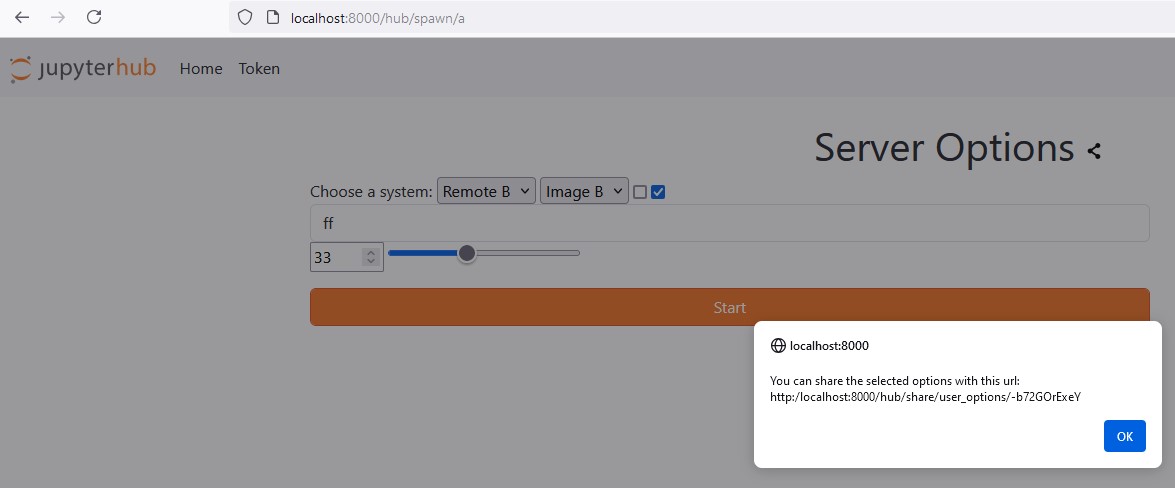 localhost:8000/hub/spawn/a
jupyterhub Home Token
Server Options
Choose a system: Remote B Image B
ff
33
Start
localhost:8000
You can share the selected options with this url:
http:/localhost:8000/hub/share/user_options/-b72GOrExeY
OK